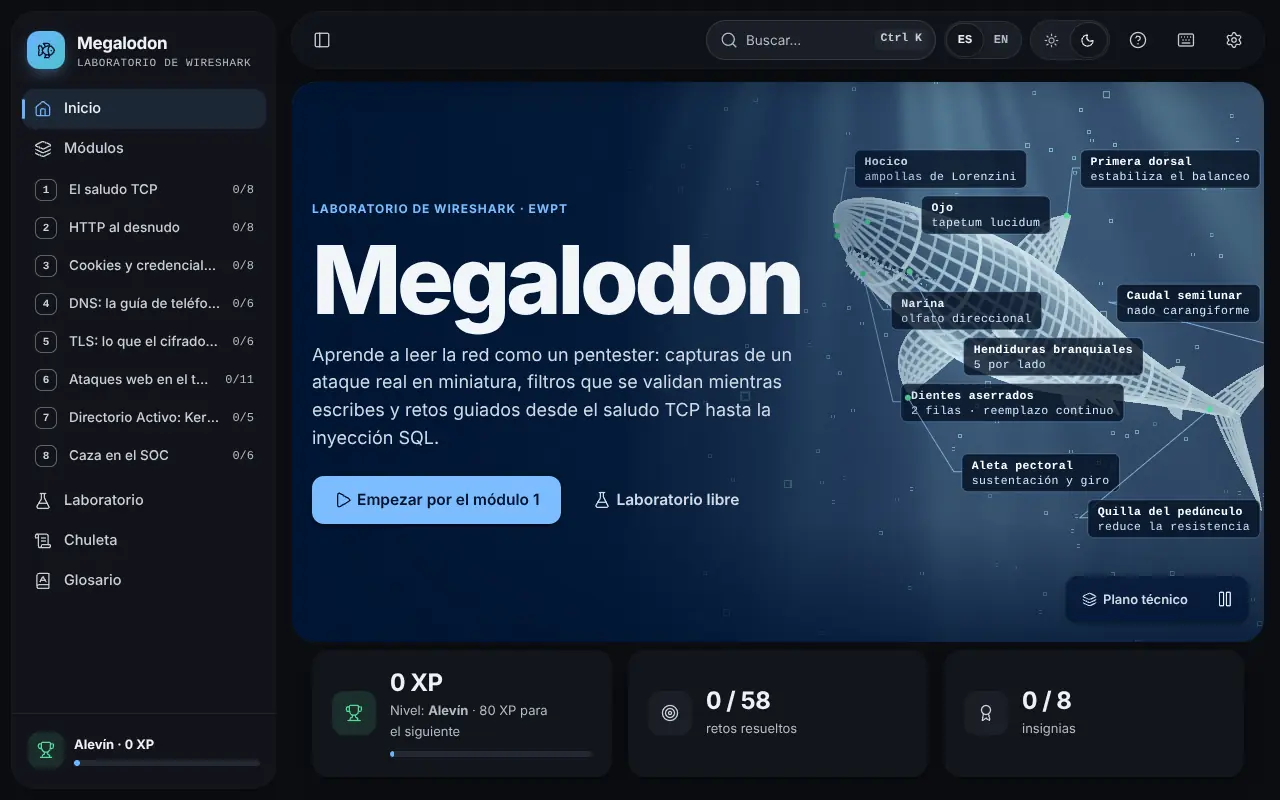 Megalodon
LABORATORIO DE WIRESHARK
Inicio
Módulos
1 El saludo TCP 0/8
2 HTTP al desnudo 0/8
3 Cookies y credencial... 0/8
4 DNS: la guía de teléfo... 0/6
5 TLS: lo que el cifrado... 0/6
6 Ataques web en el t... 0/11
7 Directorio Activo: Ker... 0/5
8 Caza en el SOC 0/6
Laboratorio
Chuleta
Glosario
Alevín · 0 XP
Buscar... Ctrl K
ES EN
LABORATORIO DE WIRESHARK · EWPT
Megalodon
Aprende a leer la red como un pentester: capturas de un
ataque real en miniatura, filtros que se validan mientras
escribes y retos guiados desde el saludo TCP hasta la
inyección SQL.
Empezar por el módulo 1
Laboratorio libre
Hocico
ampollas de Lorenzini
Primera dorsal
estabiliza el balanceo
Ojo
tapetum lucidum
Caudal semilunar
nado carangiforme
Narina
olfato direccional
Hendiduras branquiales
5 por lado
Dientes aserrados
2 filas · reemplazo continuo
Aleta pectoral
sustentación y giro
Quilla del pedúnculo
reduce la resistencia
Plano técnico
0 XP
Nivel: Alevín · 80 XP para
el siguiente
0 / 58
retos resueltos
0 / 8
insignias